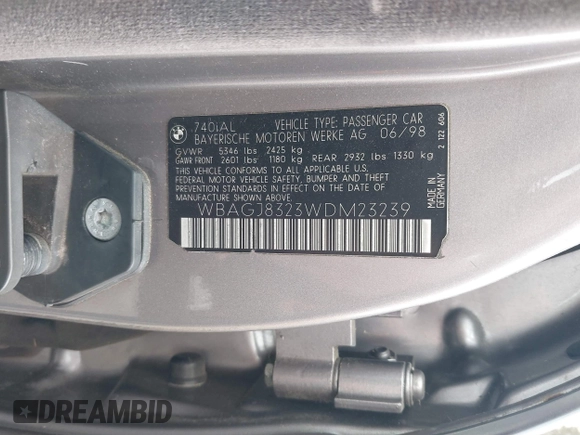 BMW
740iAL VEHICLE TYPE: PASSENGER CAR
BAYERISCHE MOTOREN WERKE AG 06/98
GVWR 5346 lbs 2425 kg
GAWR FRONT 2601 lbs 1180 kg REAR 2932 lbs 1330 kg
THIS VEHICLE CONFORMS TO ALL APPLICABLE U.S.
FEDERAL MOTOR VEHICLE SAFETY, BUMPER, AND
THEFT PREVENTION STANDARDS IN EFFECT ON THE DATE OF
MANUFACTURE SHOWN ABOVE.
WBAGJ8323WDM23239
MADE IN
GERMANY
2 122 606
DREAMBID